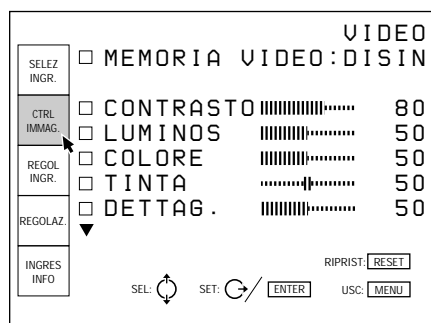 VIDEO
MEMORIA VIDEO:DISIN
CONTRASTO 80
LUMINOS 50
COLORE 50
TINTA 50
DETTAG. 50
SELEZ
INGR.
CTRL
IMMAG.
REGOL
INGR.
REGOLAZ.
INGRES
INFO
RIPRIST: RESET
SEL: SET: / ENTER USC: MENU